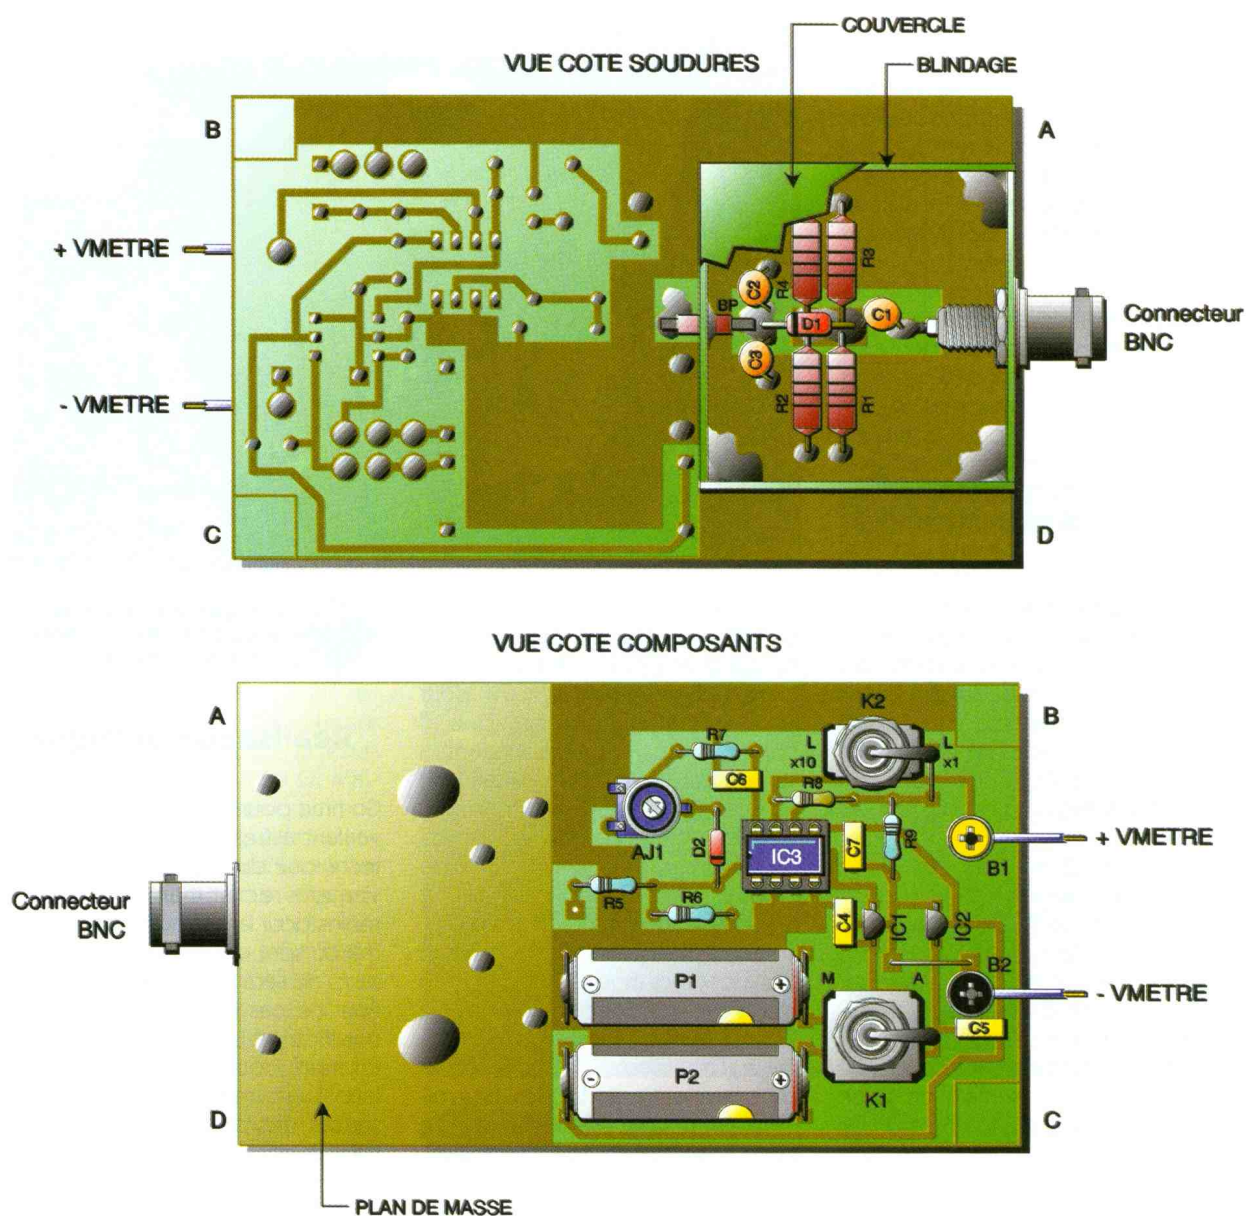 COUVERCLE
VUE COTE SOUDURES
BLINDAGE
B
A
+ VMETRE
R3
R4
C2
BP
D1
C1
Connecteur
BNC
C3
- VMETRE
R2
R1
C
D
VUE COTE COMPOSANTS
A
K2
B
R7
L
x10
L
x1
C6
R8
AJ1
D2
IC3
C7
R9
+ VMETRE
B1
Connecteur
BNC
R5
R6
C4
IC1
IC2
B2
- P1 +
M
A
- VMETRE
C5
- P2 +
K1
D
C
PLAN DE MASSE